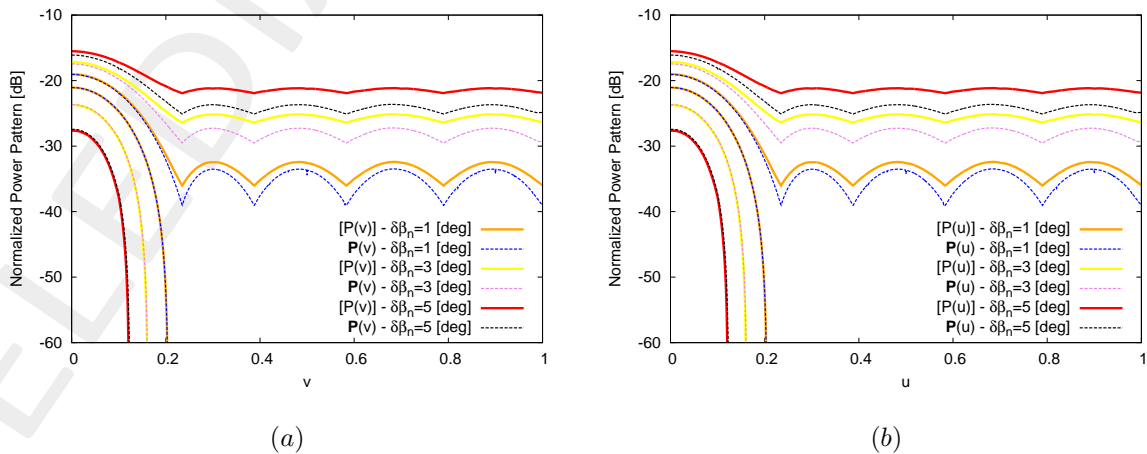 Normalized Power Pattern [dB]
-10
-20
-30
-40
-50
-60
0
0.2
0.4
0.6
0.8
1
v
[P(v)] - δβn=1 [deg]
P(v) - δβn=1 [deg]
[P(v)] - δβn=3 [deg]
P(v) - δβn=3 [deg]
[P(v)] - δβn=5 [deg]
P(v) - δβn=5 [deg]
(a)
Normalized Power Pattern [dB]
-10
-20
-30
-40
-50
-60
0
0.2
0.4
0.6
0.8
1
u
[P(u)] - δβn=1 [deg]
P(u) - δβn=1 [deg]
[P(u)] - δβn=3 [deg]
P(u) - δβn=3 [deg]
[P(u)] - δβn=5 [deg]
P(u) - δβn=5 [deg]
(b)